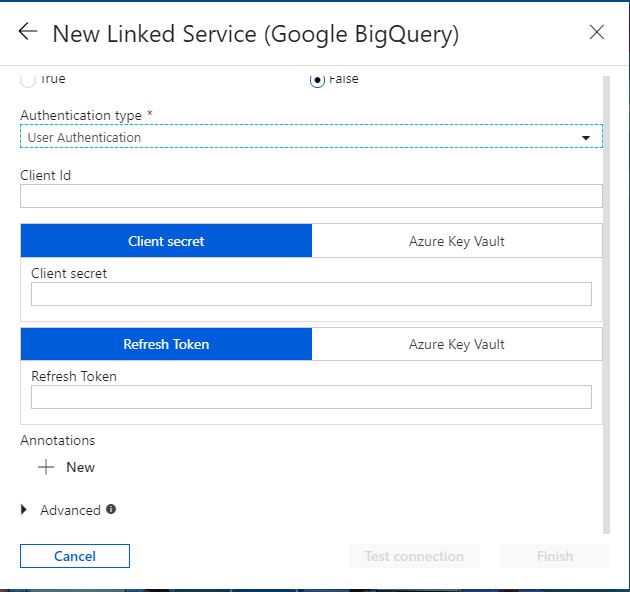 New Linked Service (Google BigQuery)
True False
Authentication type *
User Authentication
Client Id
Client secret Azure Key Vault
Client secret
Refresh Token Azure Key Vault
Refresh Token
Annotations
New
Advanced
Cancel Test connection Finish